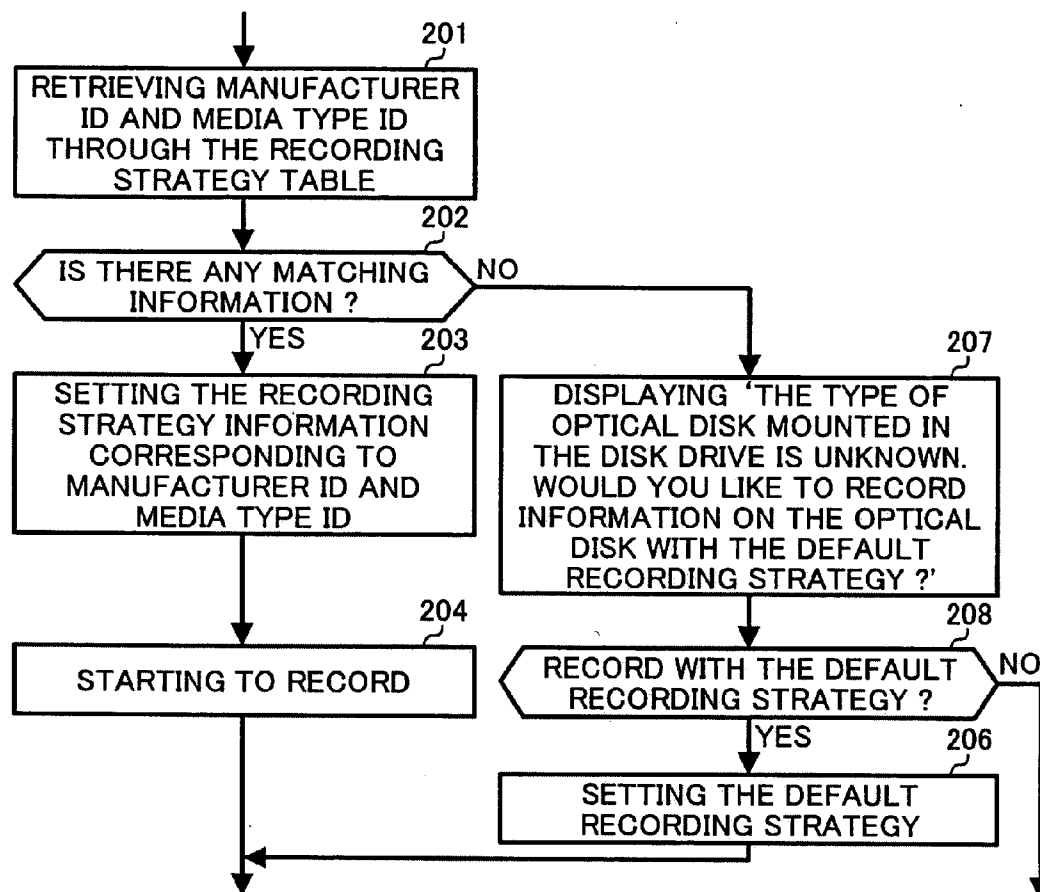 201
RETRIEVING MANUFACTURER
ID AND MEDIA TYPE ID
THROUGH THE RECORDING
STRATEGY TABLE
202
IS THERE ANY MATCHING
INFORMATION ?
NO
YES
203
SETTING THE RECORDING
STRATEGY INFORMATION
CORRESPONDING TO
MANUFACTURER ID AND
MEDIA TYPE ID
204
STARTING TO RECORD
207
DISPLAYING ‘THE TYPE OF
OPTICAL DISK MOUNTED IN
THE DISK DRIVE IS UNKNOWN.
WOULD YOU LIKE TO RECORD
INFORMATION ON THE OPTICAL
DISK WITH THE DEFAULT
RECORDING STRATEGY ?’
208
RECORD WITH THE DEFAULT
RECORDING STRATEGY ?
NO
YES
206
SETTING THE DEFAULT
RECORDING STRATEGY